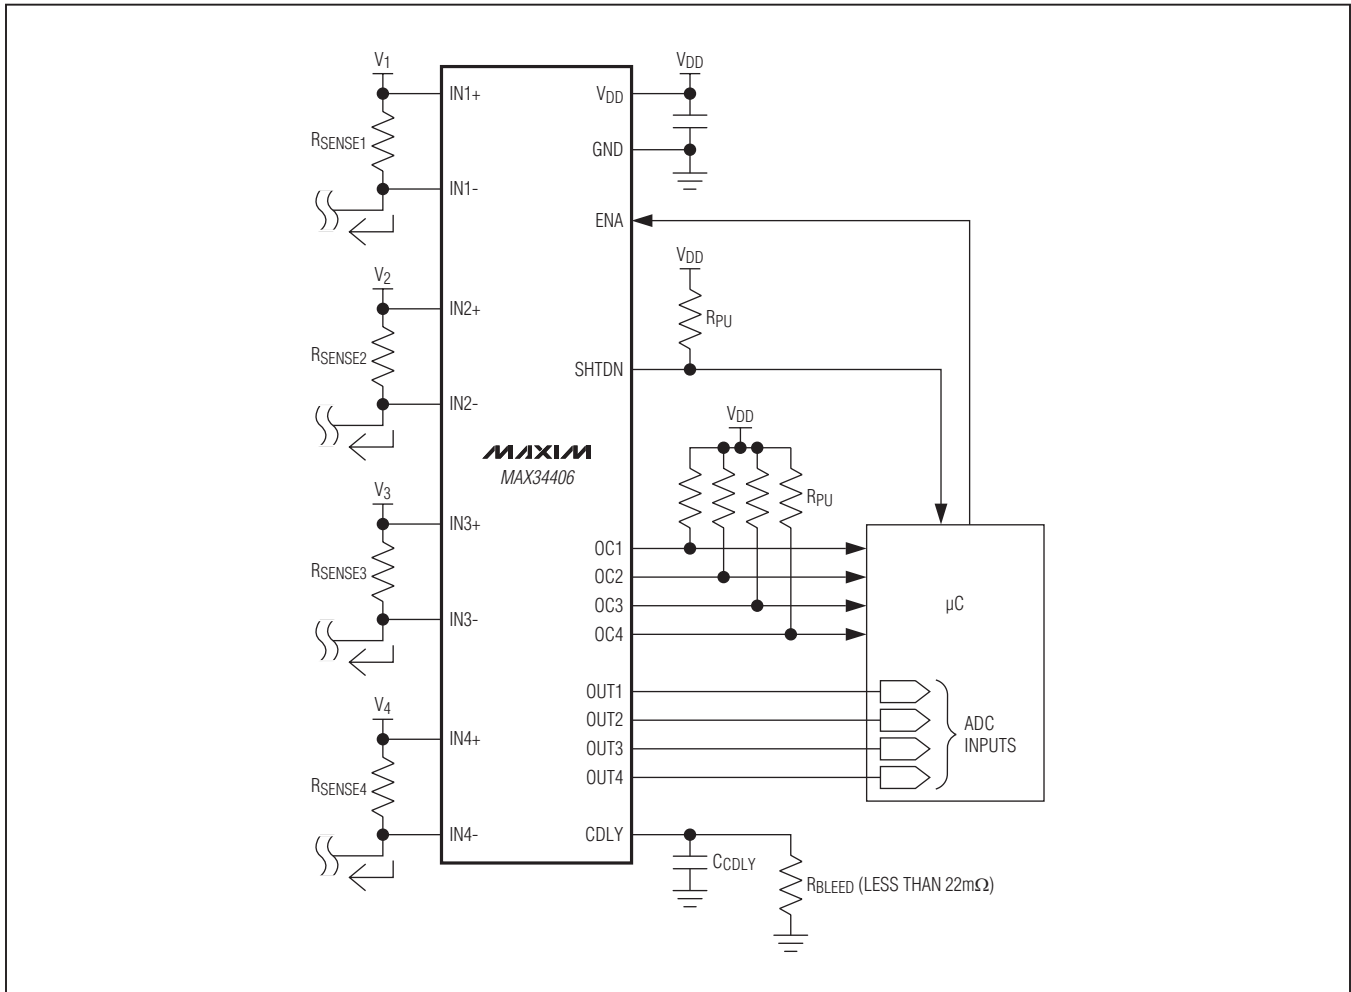 V1
IN1+
RSENSE1
IN1-
V2
IN2+
RSENSE2
IN2-
V3
IN3+
RSENSE3
IN3-
V4
IN4+
RSENSE4
IN4-
MAXIM
MAX34406
VDD
VDD
GND
ENA
VDD
RPU
SHTDN
VDD
RPU
OC1
OC2
OC3
OC4
µC
OUT1
OUT2
OUT3
OUT4
ADC
INPUTS
CDLY
CCDLY
RBLEED (LESS THAN 22mΩ)